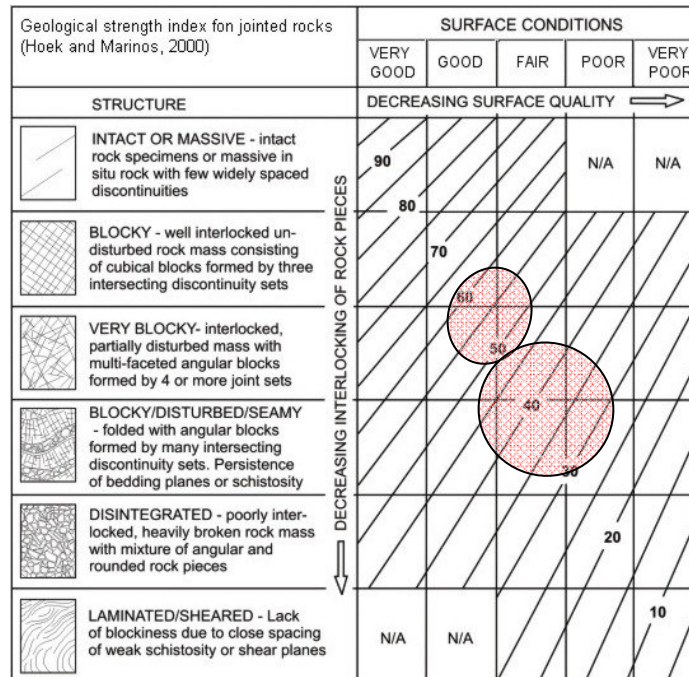 Geological strength index fon jointed rocks
(Hoek and Marinos, 2000)
SURFACE CONDITIONS
VERY
GOOD
GOOD
FAIR
POOR
VERY
POOR
STRUCTURE
DECREASING SURFACE QUALITY
DECREASING INTERLOCKING OF ROCK PIECES
INTACT OR MASSIVE - intact
rock specimens or massive in
situ rock with few widely spaced
discontinuities
90
80
N/A
N/A
BLOCKY - well interlocked un-
disturbed rock mass consisting
of cubical blocks formed by three
intersecting discontinuity sets
70
60
VERY BLOCKY- interlocked,
partially disturbed mass with
multi-faceted angular blocks
formed by 4 or more joint sets
50
BLOCKY/DISTURBED/SEAMY
- folded with angular blocks
formed by many intersecting
discontinuity sets. Persistence
of bedding planes or schistosity
40
30
DISINTEGRATED - poorly inter-
locked, heavily broken rock mass
with mixture of angular and
rounded rock pieces
20
LAMINATED/SHEARED - Lack
of blockiness due to close spacing
of weak schistosity or shear planes
N/A
N/A
10